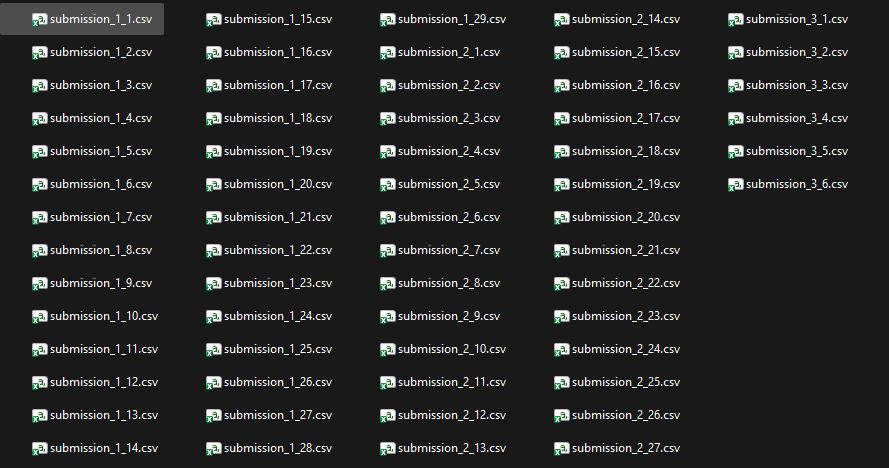 submission_1_1.csv
submission_1_2.csv
submission_1_3.csv
submission_1_4.csv
submission_1_5.csv
submission_1_6.csv
submission_1_7.csv
submission_1_8.csv
submission_1_9.csv
submission_1_10.csv
submission_1_11.csv
submission_1_12.csv
submission_1_13.csv
submission_1_14.csv
submission_1_15.csv
submission_1_16.csv
submission_1_17.csv
submission_1_18.csv
submission_1_19.csv
submission_1_20.csv
submission_1_21.csv
submission_1_22.csv
submission_1_23.csv
submission_1_24.csv
submission_1_25.csv
submission_1_26.csv
submission_1_27.csv
submission_1_28.csv
submission_1_29.csv
submission_2_1.csv
submission_2_2.csv
submission_2_3.csv
submission_2_4.csv
submission_2_5.csv
submission_2_6.csv
submission_2_7.csv
submission_2_8.csv
submission_2_9.csv
submission_2_10.csv
submission_2_11.csv
submission_2_12.csv
submission_2_13.csv
submission_2_14.csv
submission_2_15.csv
submission_2_16.csv
submission_2_17.csv
submission_2_18.csv
submission_2_19.csv
submission_2_20.csv
submission_2_21.csv
submission_2_22.csv
submission_2_23.csv
submission_2_24.csv
submission_2_25.csv
submission_2_26.csv
submission_2_27.csv
submission_3_1.csv
submission_3_2.csv
submission_3_3.csv
submission_3_4.csv
submission_3_5.csv
submission_3_6.csv